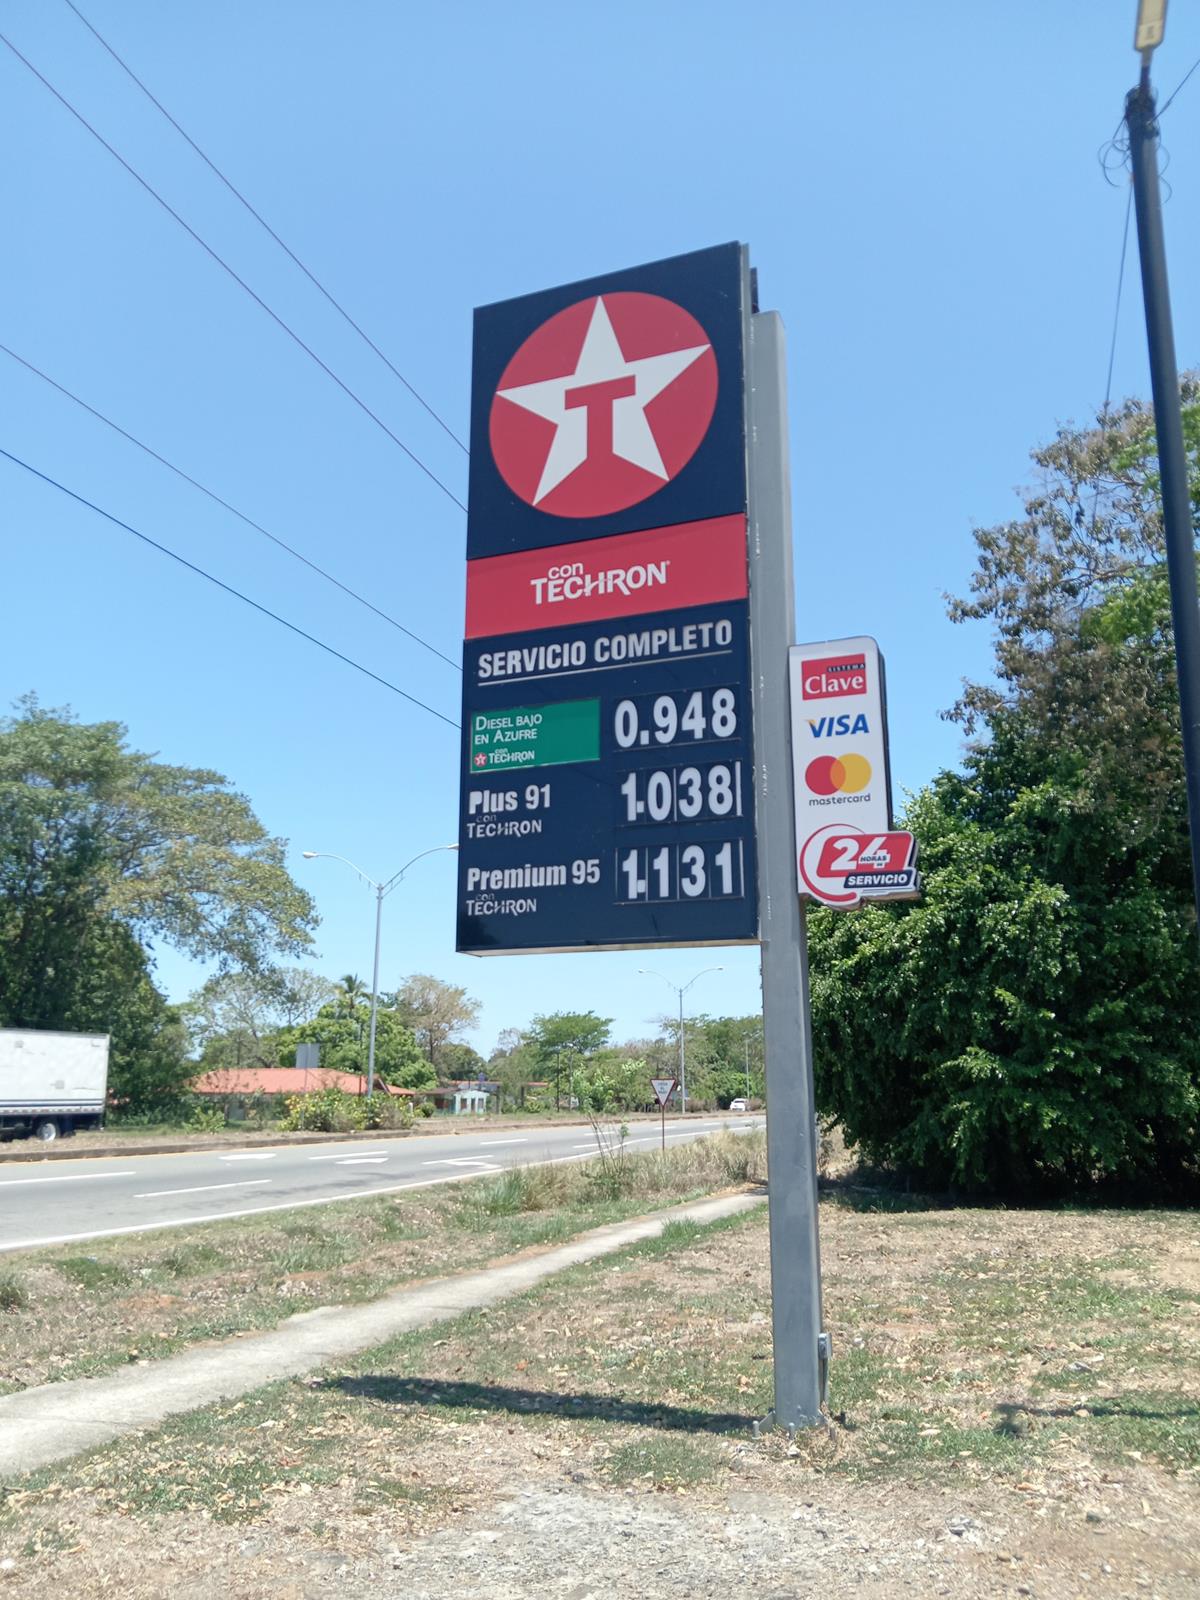 T
con
TECHRON
SERVICIO COMPLETO
DIESEL BAJO
EN AZUFRE
con
TECHRON
0.948
Plus 91
con
TECHRON
1.038
Premium 95
con
TECHRON
1.131
SISTEMA
Clave
VISA
mastercard
24
HORAS
DE
SERVICIO